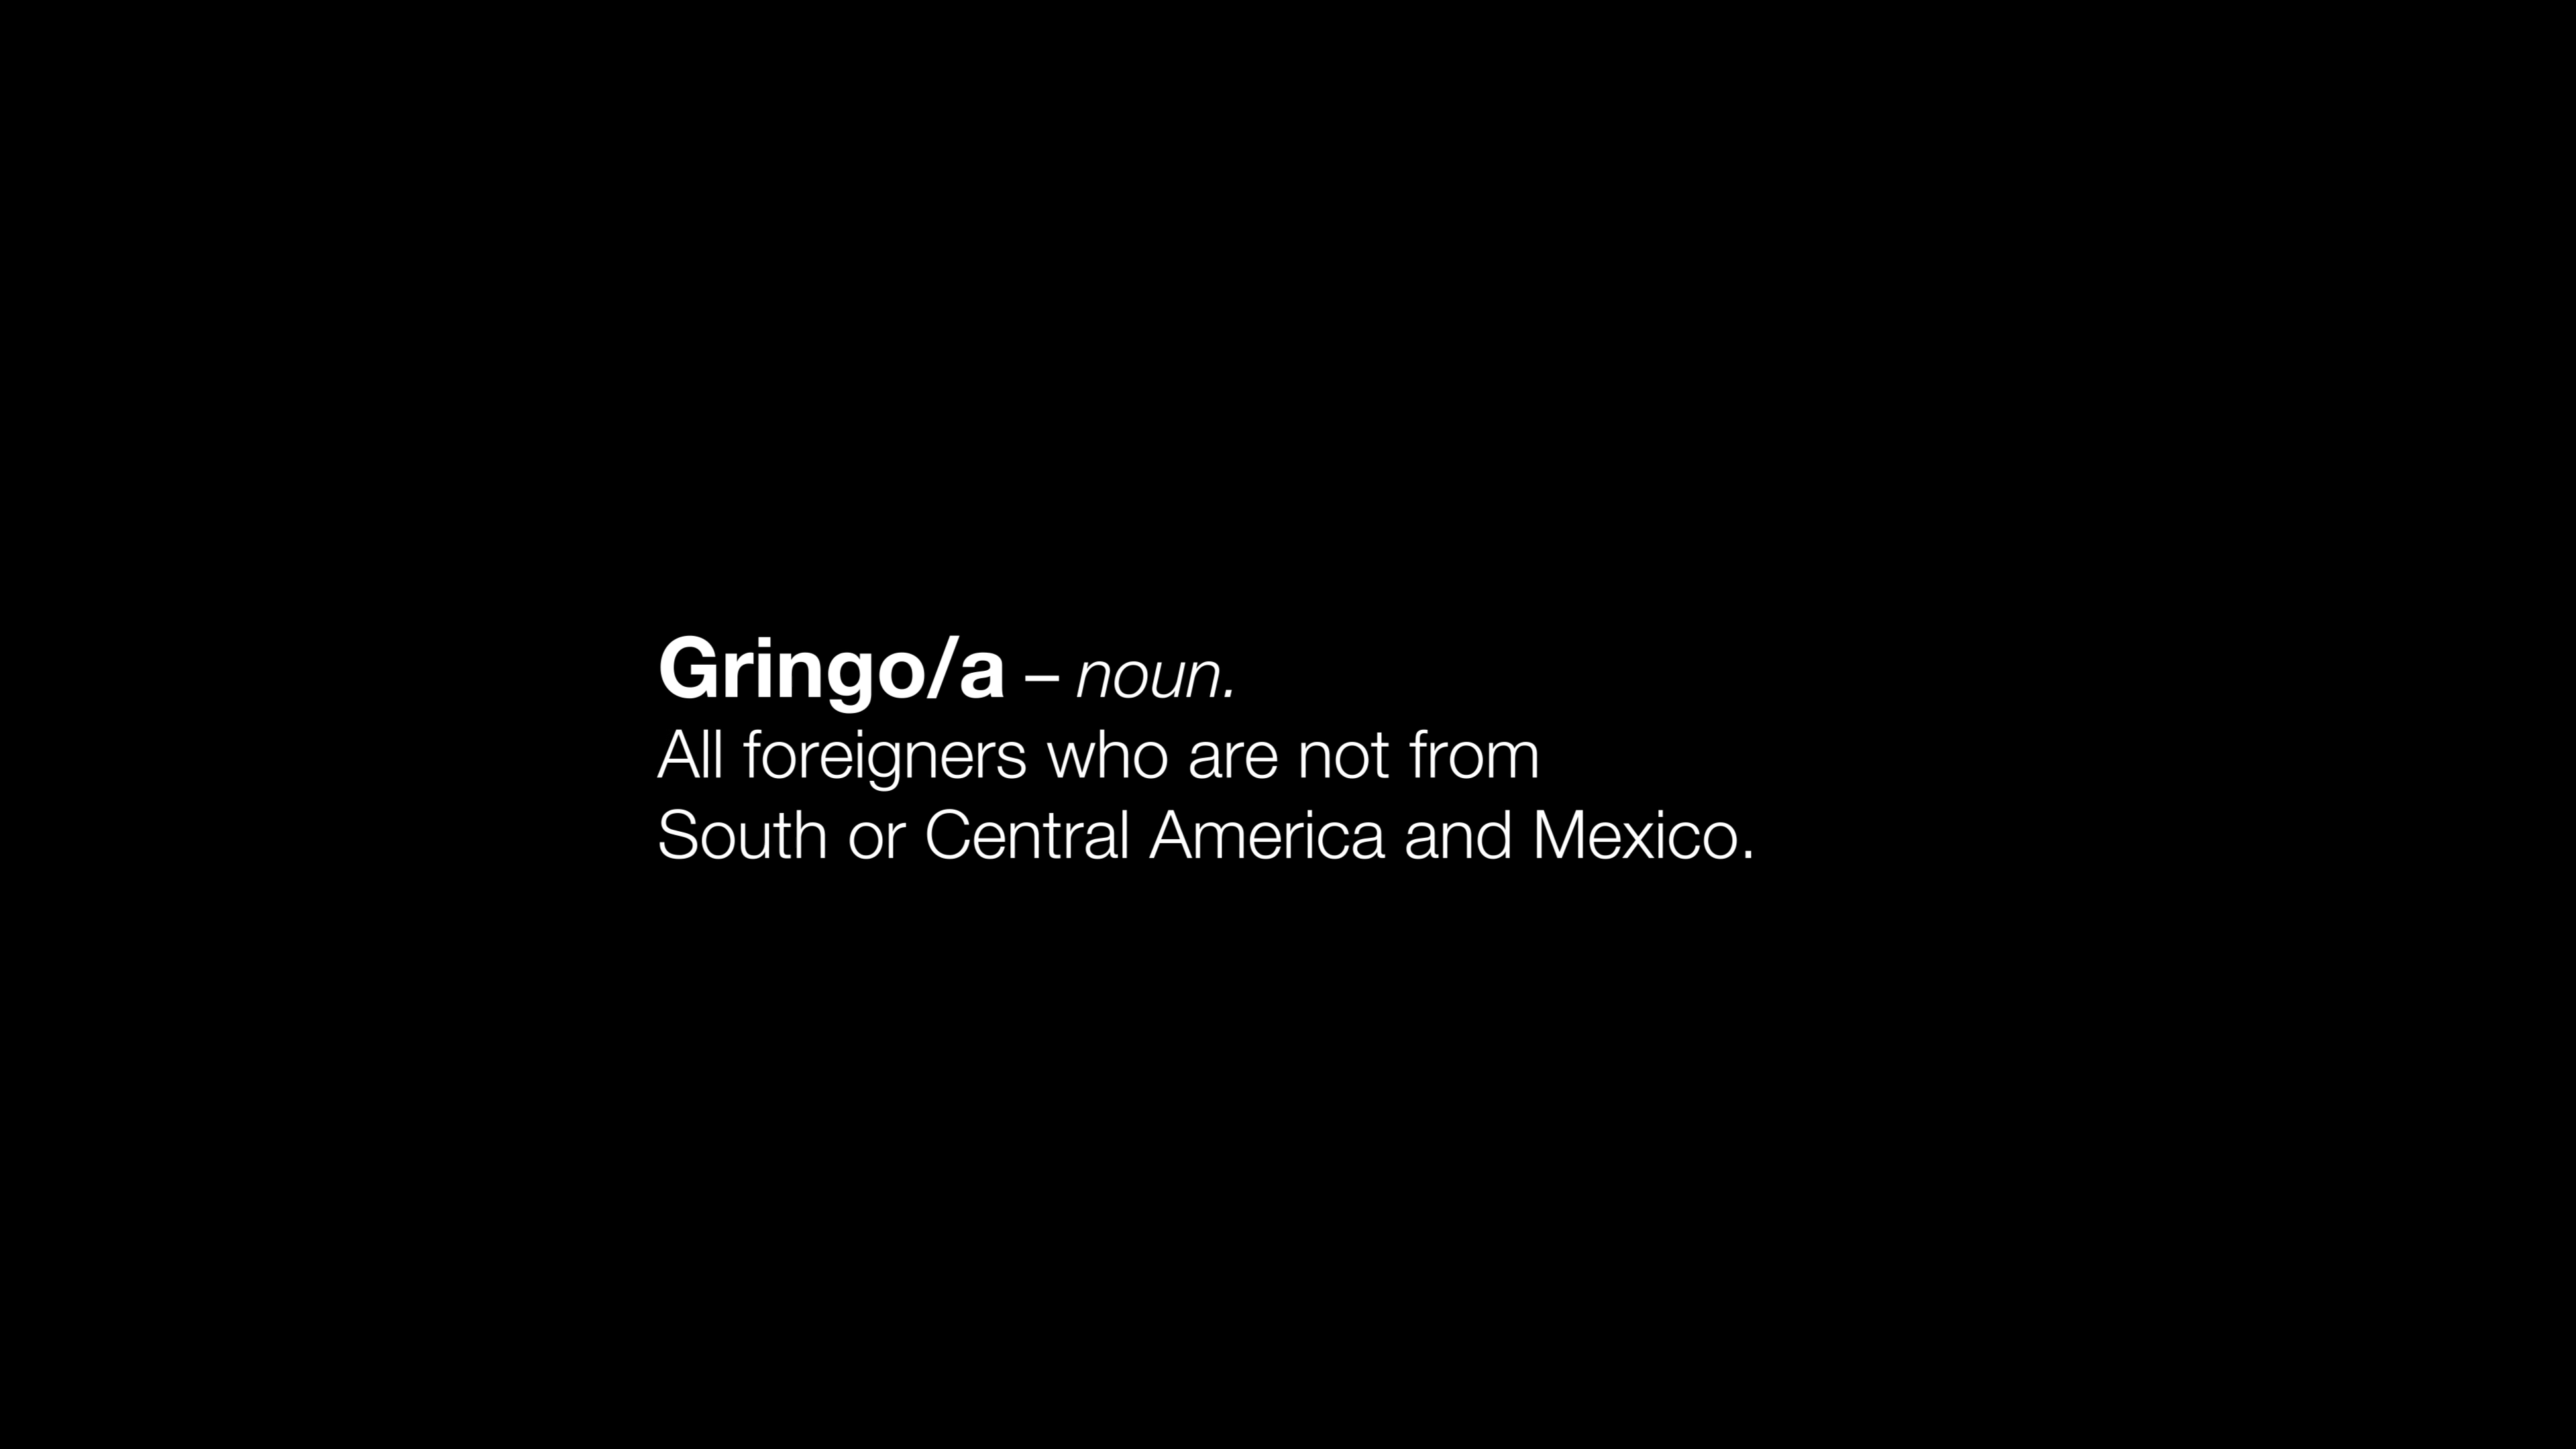 Gringo/a – noun.
All foreigners who are not from
South or Central America and Mexico.